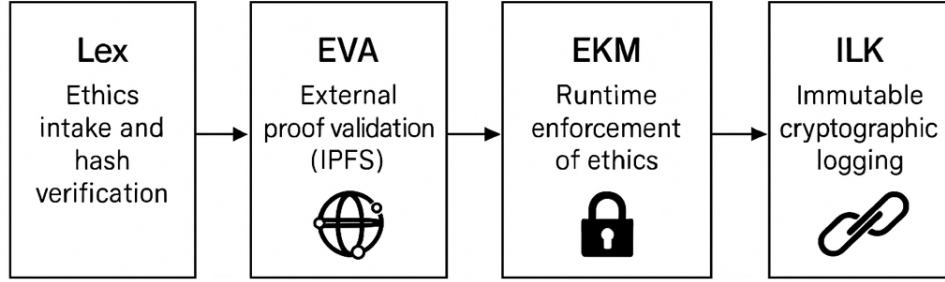 Lex
Ethics
intake and
hash
verification
EVA
External
proof validation
(IPFS)
EKM
Runtime
enforcement
of ethics
ILK
Immutable
cryptographic
logging